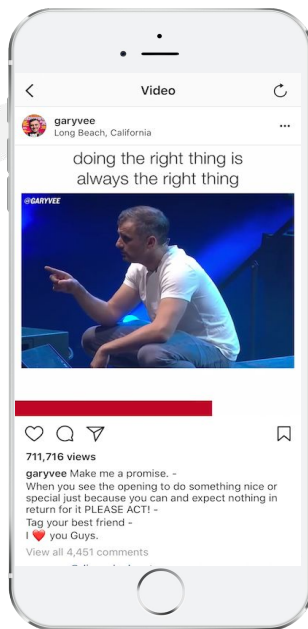 Video
garyvee
Long Beach, California
doing the right thing is
always the right thing
@GARYVEE
711,716 views
garyvee Make me a promise. -
When you see the opening to do something nice or
special just because you can and expect nothing in
return for it PLEASE ACT! -
Tag your best friend -
I ❤️ you Guys.
View all 4,451 comments